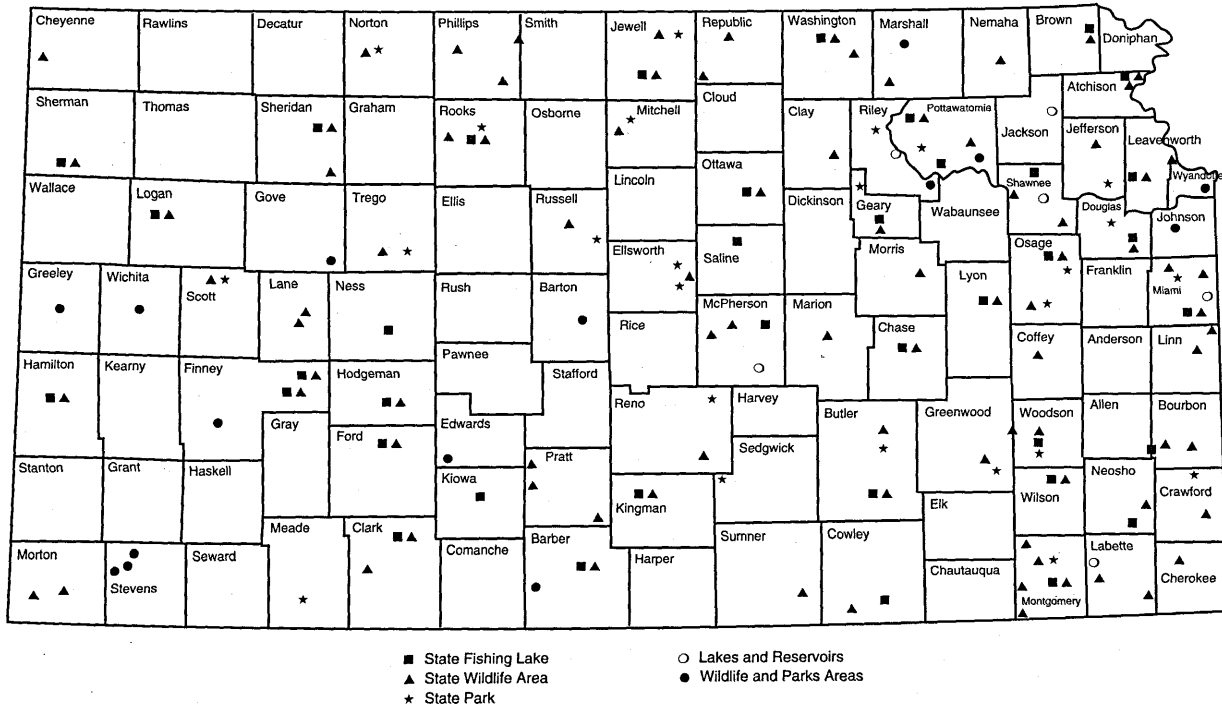 Cheyenne Rawlins Decatur Norton Phillips Smith Jewell Republic Washington Marshall Nemaha Brown
Doniphan
Atchison
Sherman Thomas Sheridan Graham Rooks Osborne Mitchell Cloud Clay Riley Pottawatomie
Jackson Jefferson Leavenworth
Ottawa
Lincoln
Wallace Logan Gove Trego Ellis Russell Dickinson Geary Wabaunsee Shawnee Douglas Wyandotte
Johnson
Ellsworth Saline Morris Osage
Greeley Wichita Scott Lane Ness Rush Barton Lyon Franklin Miami
McPherson Marion
Rice Chase
Coffey Anderson Linn
Pawnee
Hamilton Kearny Finney Hodgeman Stafford
Reno Harvey Butler Greenwood Woodson Allen Bourbon
Gray Ford Edwards
Sedgwick
Pratt
Stanton Grant Haskell Kiowa Kingman Elk Wilson Neosho Crawford
Meade Clark Comanche Barber Harper Sumner Cowley
Morton Stevens Seward Chautauqua Montgomery Labette Cherokee
State Fishing Lake
State Wildlife Area
State Park
Lakes and Reservoirs
Wildlife and Parks Areas